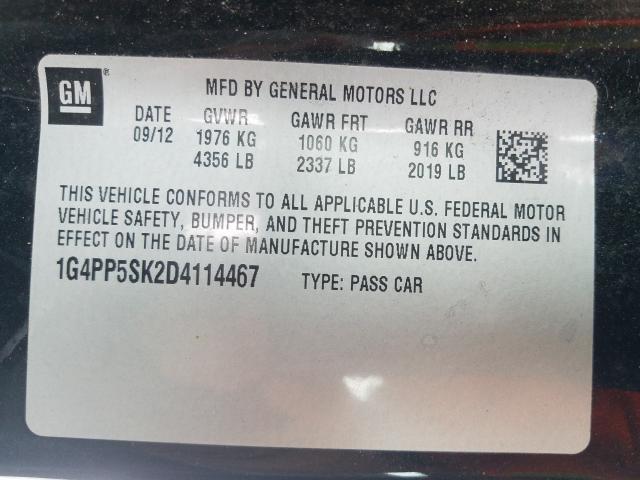 GM ®
MFD BY GENERAL MOTORS LLC
DATE GVWR GAWR FRT GAWR RR
09/12 1976 KG 1060 KG 916 KG
4356 LB 2337 LB 2019 LB
THIS VEHICLE CONFORMS TO ALL APPLICABLE U.S. FEDERAL MOTOR
VEHICLE SAFETY, BUMPER, AND THEFT PREVENTION STANDARDS IN
EFFECT ON THE DATE OF MANUFACTURE SHOWN ABOVE.
1G4PP5SK2D4114467 TYPE: PASS CAR